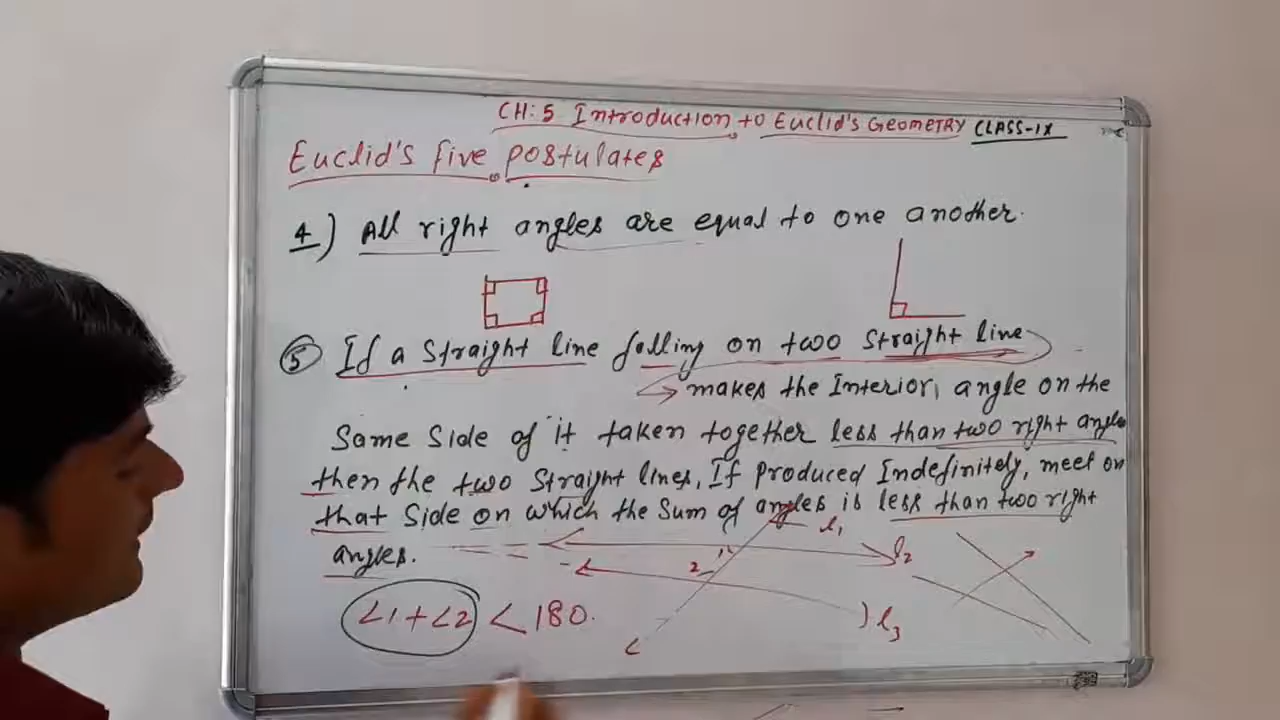 CH: 5 Introduction to Euclid's Geometry CLASS-IX
Euclid's five postulates
4) All right angles are equal to one another.
5 If a Straight line falling on two Straight line
makes the Interior, angle on the
Same Side of it taken together less than two right angles
then the two Straight lines, If produced Indefinitely, meet on
that Side on which the Sum of angles is less than two right
angles.
l1
l2
1
2
∠1+∠2 < 180.
l3